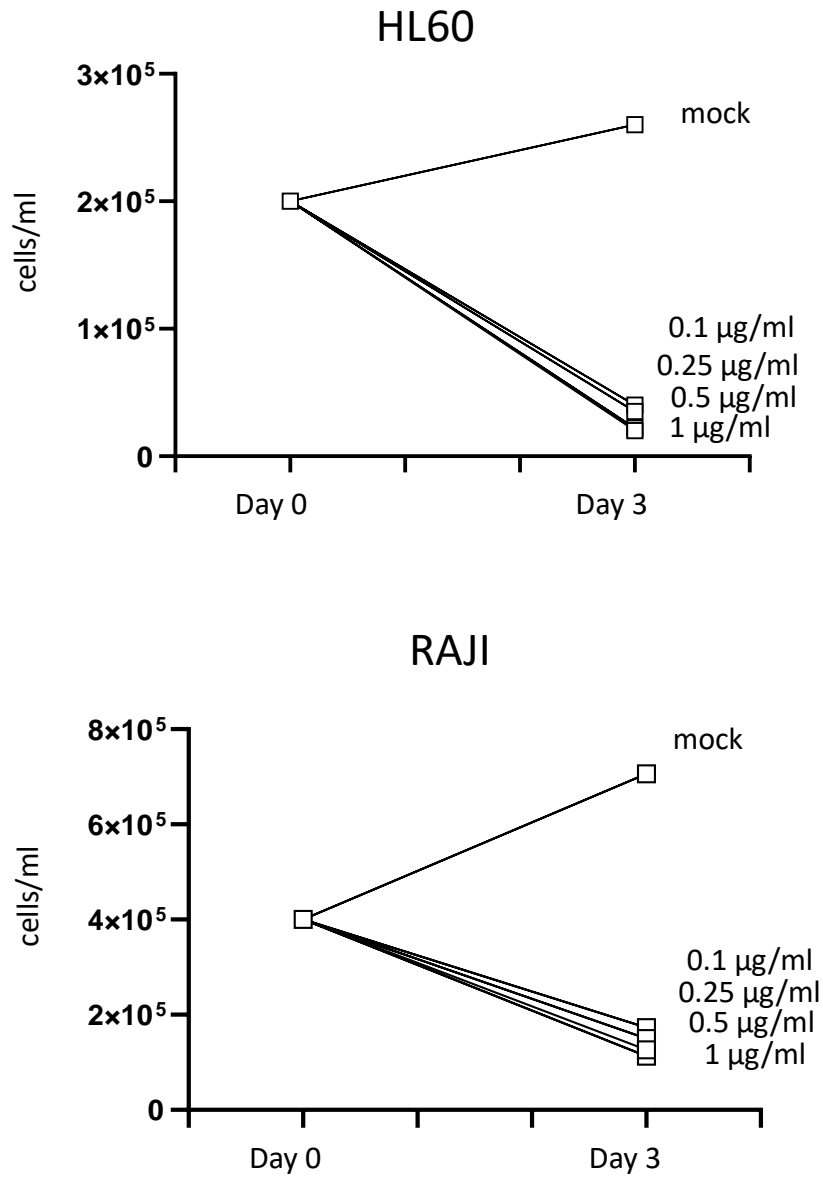 HL60
3×10⁵
mock
2×10⁵
cells/ml
1×10⁵
0.1 µg/ml
0.25 µg/ml
0.5 µg/ml
1 µg/ml
0
Day 0 Day 3
RAJI
8×10⁵
mock
6×10⁵
cells/ml
4×10⁵
0.1 µg/ml
0.25 µg/ml
2×10⁵
0.5 µg/ml
1 µg/ml
0
Day 0 Day 3